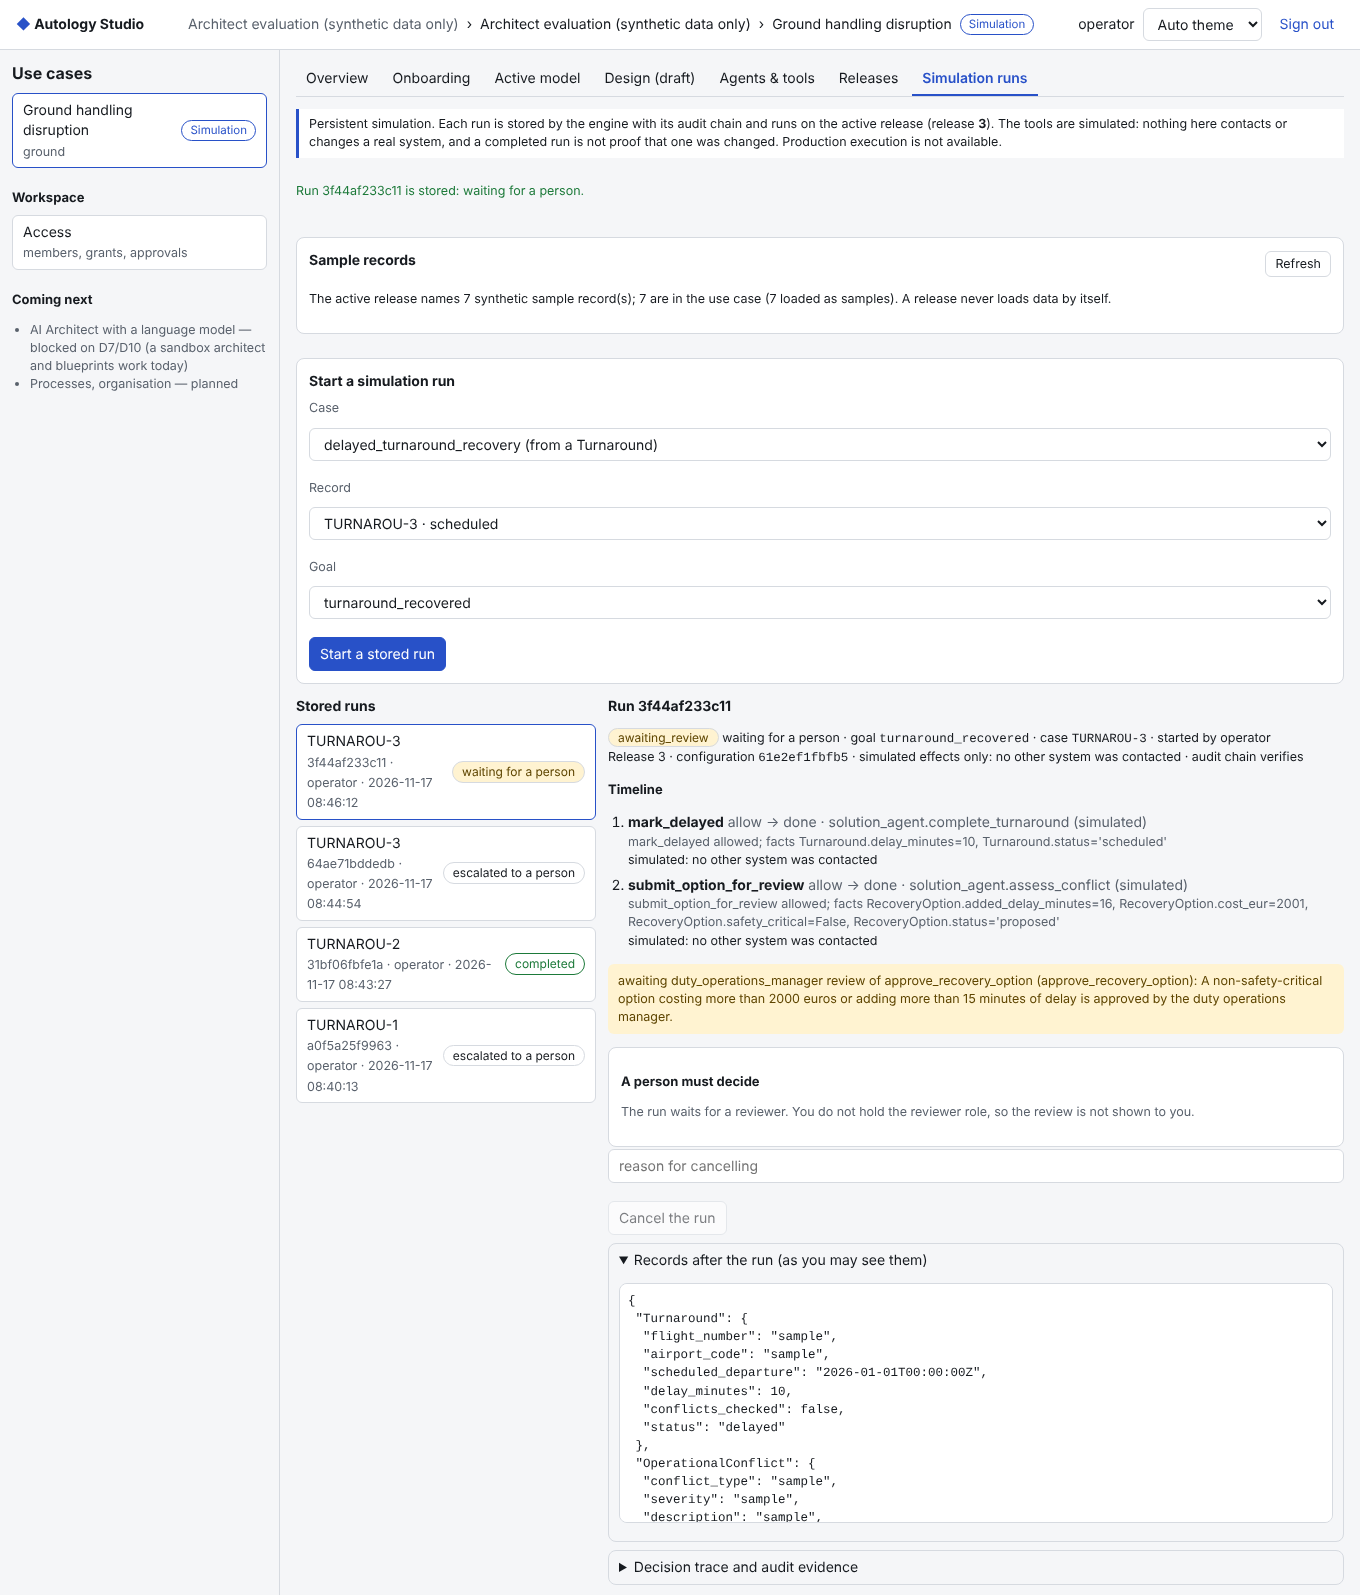 Autology Studio
Architect evaluation (synthetic data only) › Architect evaluation (synthetic data only) › Ground handling disruption Simulation
operator Auto theme Sign out
Use cases
Ground handling disruption
Simulation
ground
Workspace
Access
members, grants, approvals
Coming next
• AI Architect with a language model — blocked on D7/D10 (a sandbox architect and blueprints work today)
• Processes, organisation — planned
Overview Onboarding Active model Design (draft) Agents & tools Releases Simulation runs
Persistent simulation. Each run is stored by the engine with its audit chain and runs on the active release (release 3). The tools are simulated: nothing here contacts or
changes a real system, and a completed run is not proof that one was changed. Production execution is not available.
Run 3f44af233c11 is stored: waiting for a person.
Sample records
Refresh
The active release names 7 synthetic sample record(s); 7 are in the use case (7 loaded as samples). A release never loads data by itself.
Start a simulation run
Case
delayed_turnaround_recovery (from a Turnaround)
Record
TURNAROU-3 · scheduled
Goal
turnaround_recovered
Start a stored run
Stored runs
TURNAROU-3
3f44af233c11 ·
operator · 2026-11-17
08:46:12
waiting for a person
TURNAROU-3
64ae71bddedb ·
operator · 2026-11-17
08:44:54
escalated to a person
TURNAROU-2
31bf06fbfe1a · operator · 2026-
11-17 08:43:27
completed
TURNAROU-1
a0f5a25f9963 ·
operator · 2026-11-17
08:40:13
escalated to a person
Run 3f44af233c11
awaiting_review waiting for a person · goal turnaround_recovered · case TURNAROU-3 · started by operator
Release 3 · configuration 61e2ef1fbfb5 · simulated effects only: no other system was contacted · audit chain verifies
Timeline
1. mark_delayed allow → done · solution_agent.complete_turnaround (simulated)
mark_delayed allowed; facts Turnaround.delay_minutes=10, Turnaround.status='scheduled'
simulated: no other system was contacted
2. submit_option_for_review allow → done · solution_agent.assess_conflict (simulated)
submit_option_for_review allowed; facts RecoveryOption.added_delay_minutes=16, RecoveryOption.cost_eur=2001,
RecoveryOption.safety_critical=False, RecoveryOption.status='proposed'
simulated: no other system was contacted
awaiting duty_operations_manager review of approve_recovery_option (approve_recovery_option): A non-safety-critical
option costing more than 2000 euros or adding more than 15 minutes of delay is approved by the duty operations
manager.
A person must decide
The run waits for a reviewer. You do not hold the reviewer role, so the review is not shown to you.
reason for cancelling
Cancel the run
▼ Records after the run (as you may see them)
{
"Turnaround": {
"flight_number": "sample",
"airport_code": "sample",
"scheduled_departure": "2026-01-01T00:00:00Z",
"delay_minutes": 10,
"conflicts_checked": false,
"status": "delayed"
},
"OperationalConflict": {
"conflict_type": "sample",
"severity": "sample",
"description": "sample",
▶ Decision trace and audit evidence